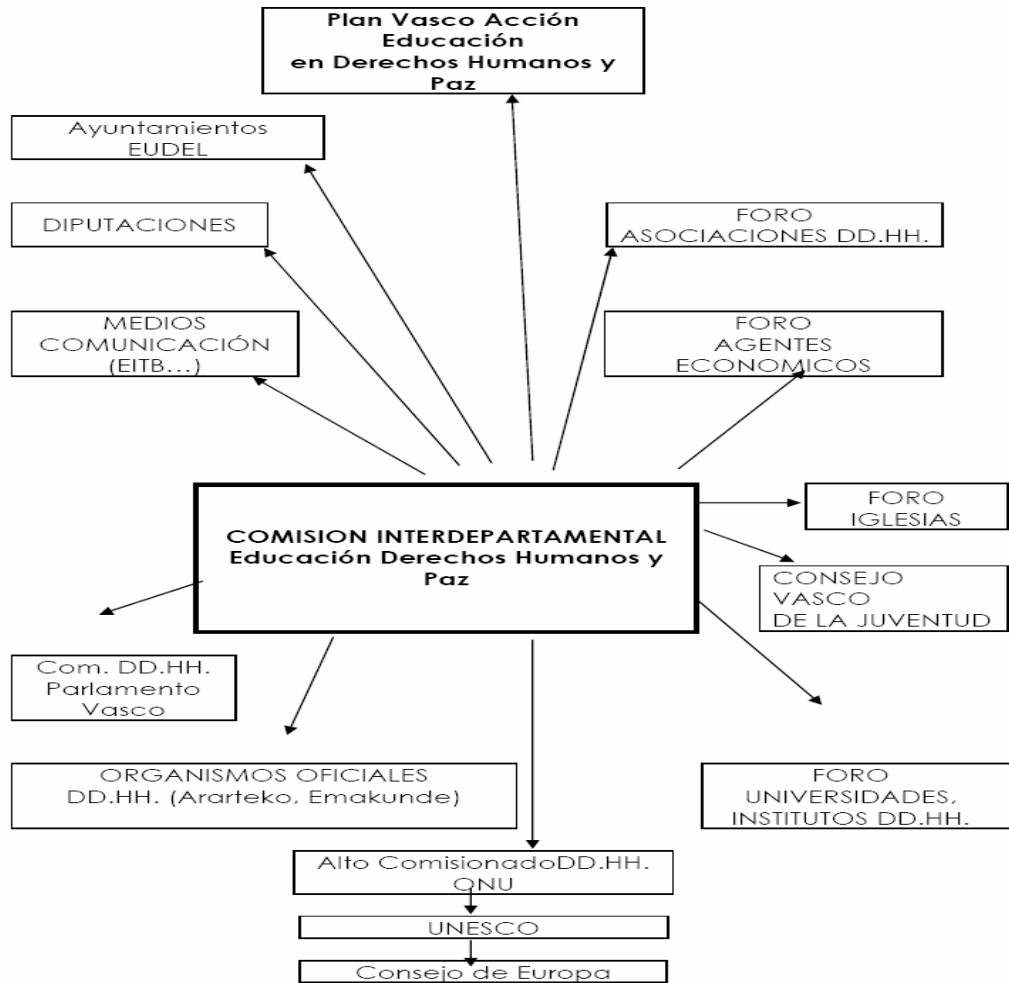 Plan Vasco Acción
Educación
en Derechos Humanos y
Paz
Ayuntamientos
EUDEL
DIPUTACIONES
FORO
ASOCIACIONES DD.HH.
MEDIOS
COMUNICACIÓN
(EITB...)
FORO
AGENTES
ECONOMICOS
COMISION INTERDEPARTAMENTAL
Educación Derechos Humanos y
Paz
FORO
IGLESIAS
CONSEJO
VASCO
DE LA JUVENTUD
Com. DD.HH.
Parlamento
Vasco
ORGANISMOS OFICIALES
DD.HH. (Ararteko, Emakunde)
FORO
UNIVERSIDADES,
INSTITUTOS DD.HH.
Alto ComisionadoDD.HH.
ONU
UNESCO
Consejo de Europa